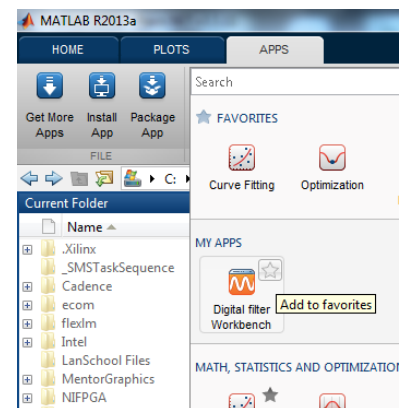 MATLAB R2013a
HOME PLOTS APPS
Get More Apps
Install App
Package App
FILE
Search
FAVORITES
Curve Fitting
Optimization
C:
Current Folder
Name
.Xilinx
_SMSTaskSequence
Cadence
ecom
flexlm
Intel
LanSchool Files
MentorGraphics
NIFPGA
MY APPS
Digital filter
Workbench
Add to favorites
MATH, STATISTICS AND OPTIMIZATION